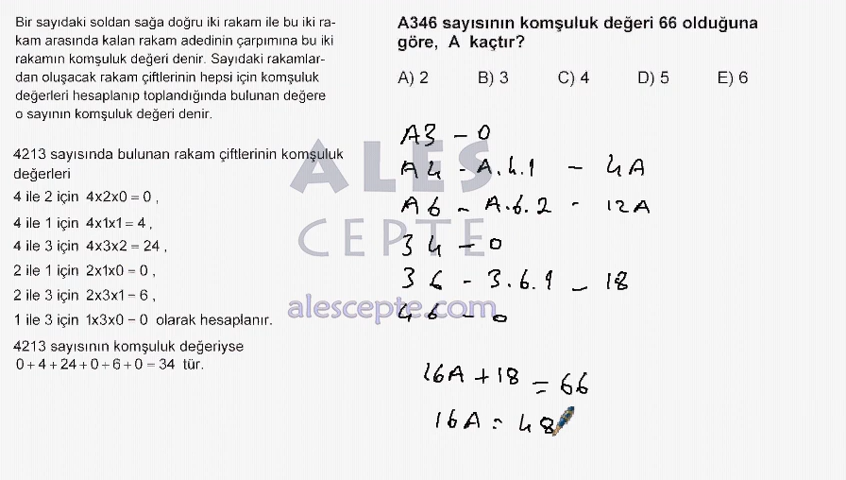 Bir sayıdaki soldan sağa doğru iki rakam ile bu iki ra-
kam arasında kalan rakam adedinin çarpımına bu iki
rakamın komşuluk değeri denir. Sayıdaki rakamlar-
dan oluşacak rakam çiftlerinin hepsi için komşuluk
değerleri hesaplanıp toplandığında bulunan değere
o sayının komşuluk değeri denir.
4213 sayısında bulunan rakam çiftlerinin komşuluk
değerleri
4 ile 2 için 4x2x0 = 0 ,
4 ile 1 için 4x1x1 = 4 ,
4 ile 3 için 4x3x2 = 24 ,
2 ile 1 için 2x1x0 = 0 ,
2 ile 3 için 2x3x1 = 6 ,
1 ile 3 için 1x3x0 = 0 olarak hesaplanır.
4213 sayısının komşuluk değeriyse
0 + 4 + 24 + 0 + 6 + 0 = 34 tür.
A346 sayısının komşuluk değeri 66 olduğuna
göre, A kaçtır?
A) 2 B) 3 C) 4 D) 5 E) 6
A3 - 0
A4 - A.4.1 - 4A
A6 - A.6.2 - 12A
34 - 0
36 - 3.6.1 - 18
46 - 0
16A + 18 = 66
16A = 48
ALES
CEPTE
alescepte.com